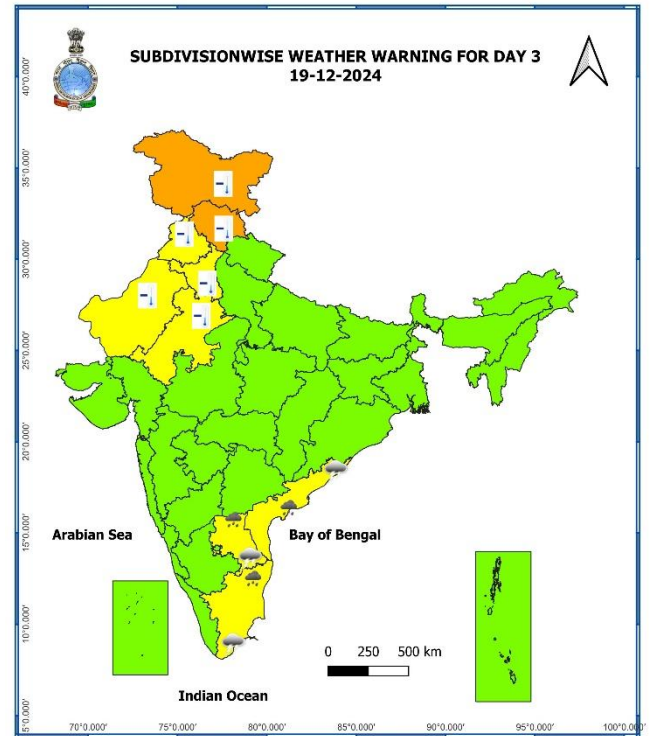 SUBDIVISIONWISE WEATHER WARNING FOR DAY 3
19-12-2024
40°0.000'
35°0.000'
30°0.000'
25°0.000'
20°0.000'
15°0.000'
10°0.000'
5°0.000'
Arabian Sea
Bay of Bengal
0 250 500 km
Indian Ocean
70°0.000' 75°0.000' 80°0.000' 85°0.000' 90°0.000' 95°0.000' 100°0.000'